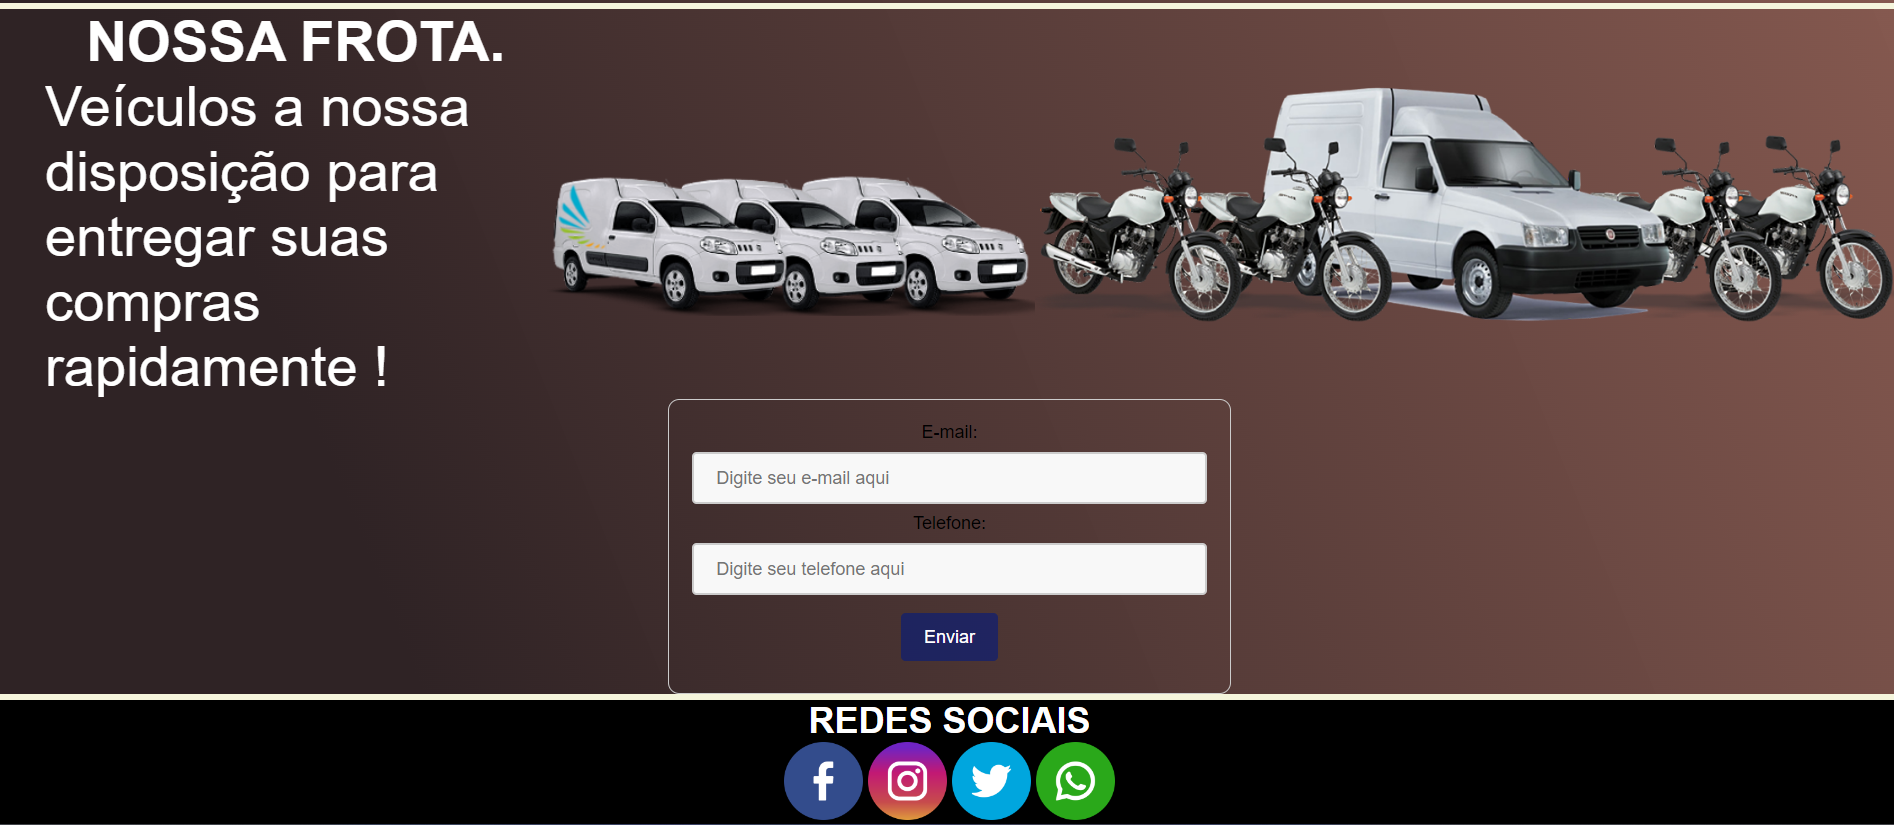 NOSSA FROTA.
Veículos a nossa
disposição para
entregar suas
compras
rapidamente !
E-mail:
Digite seu e-mail aqui
Telefone:
Digite seu telefone aqui
Enviar
REDES SOCIAIS